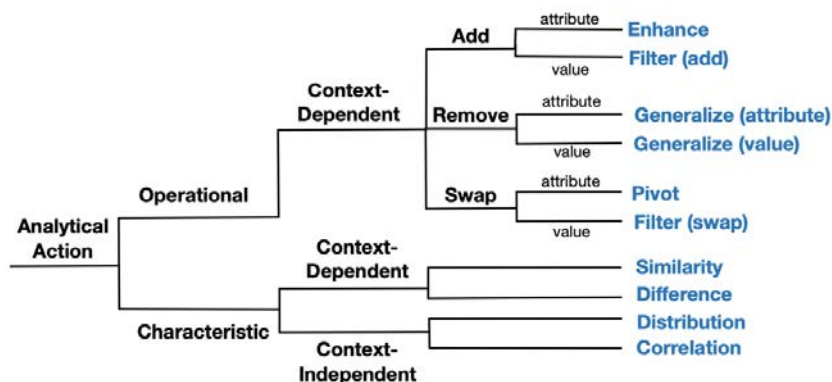 attribute
Add
Enhance
Filter (add)
value
Context-
Dependent
attribute
Remove
Generalize (attribute)
Generalize (value)
value
Operational
attribute
Swap
Pivot
Filter (swap)
value
Analytical
Action
Context-
Dependent
Similarity
Difference
Characteristic
Distribution
Context-
Independent
Correlation